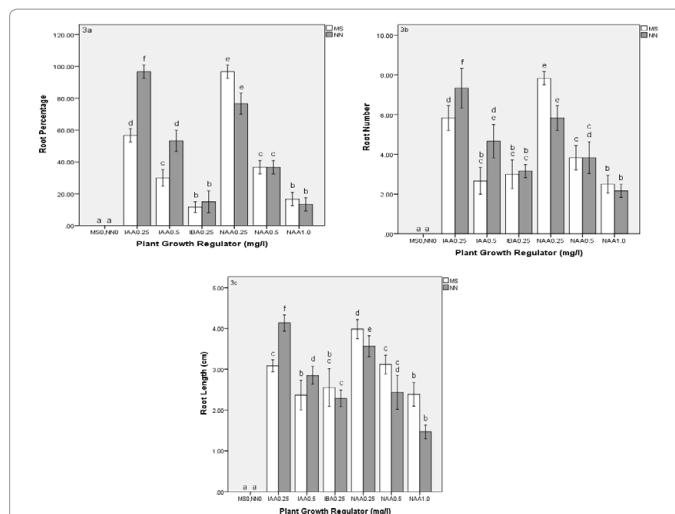 3a
MS
NN
120.00
100.00
80.00
60.00
40.00
20.00
.00
Root Percentage
a a
d f
c d
b b
e e
c c
b b
MS0,NN0 IAA0.25 IAA0.5 IBA0.25 NAA0.25 NAA0.5 NAA1.0
Plant Growth Regulator (mg/l)
3b
MS
NN
10.00
8.00
6.00
4.00
2.00
.00
Root Number
a a
d f
b c d e
b c b c
e e
c d c d
b b
MS0,NN0 IAA0.25 IAA0.5 IBA0.25 NAA0.25 NAA0.5 NAA1.0
Plant Growth Regulator (mg/l)
3c
MS
NN
5.00
4.00
3.00
2.00
1.00
.00
Root Length (cm)
a a
c f
b d
b c c
d e
c c d
b b
MS0,NN0 IAA0.25 IAA0.5 IBA0.25 NAA0.25 NAA0.5 NAA1.0
Plant Growth Regulator (mg/l)